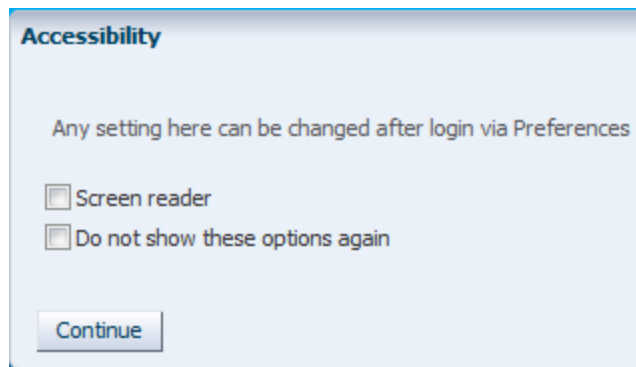 Accessibility
Any setting here can be changed after login via Preferences
Screen reader
Do not show these options again
Continue